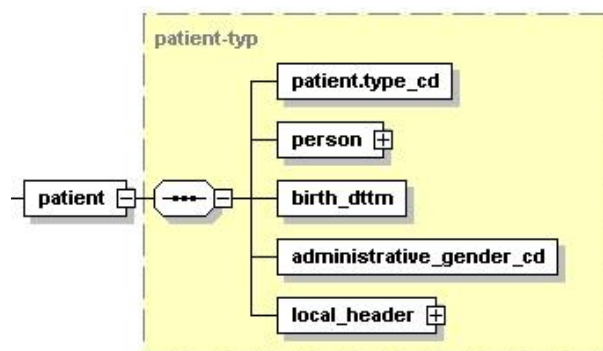 patient-typ
patient.type_cd
person
patient
birth_dttm
administrative_gender_cd
local_header